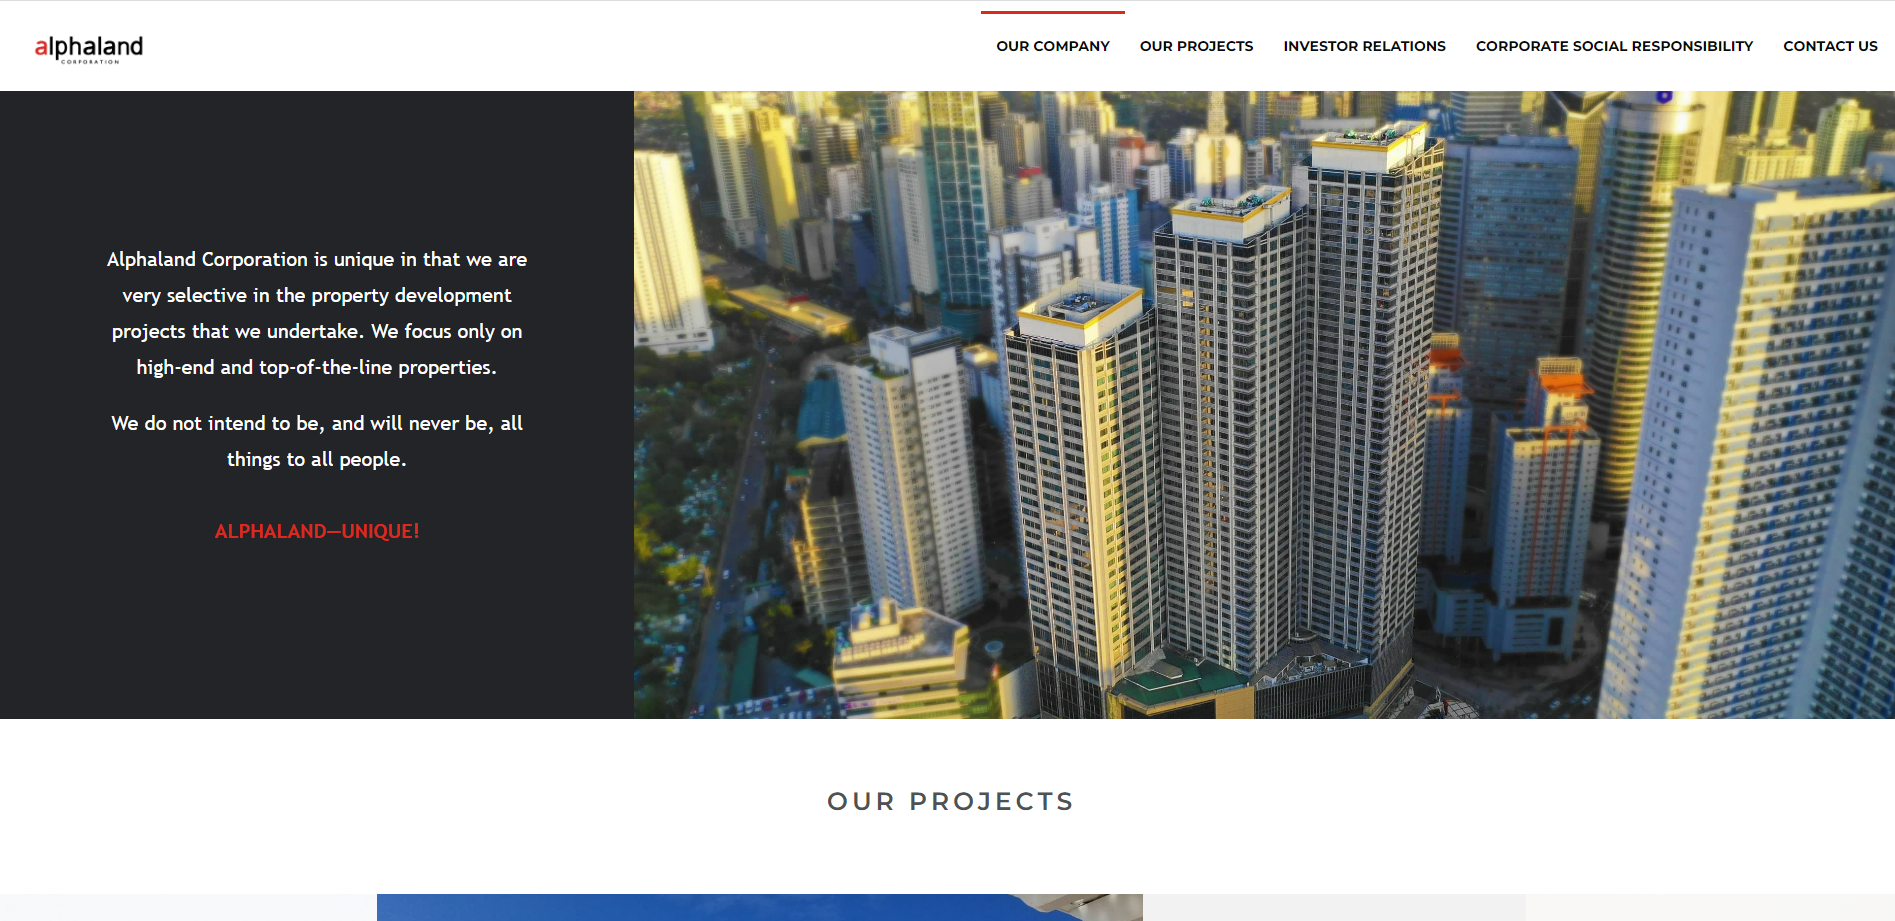 alphaland
CORPORATION
OUR COMPANY
OUR PROJECTS
INVESTOR RELATIONS
CORPORATE SOCIAL RESPONSIBILITY
CONTACT US
Alphaland Corporation is unique in that we are
very selective in the property development
projects that we undertake. We focus only on
high-end and top-of-the-line properties.
We do not intend to be, and will never be, all
things to all people.
ALPHALAND—UNIQUE!
OUR PROJECTS